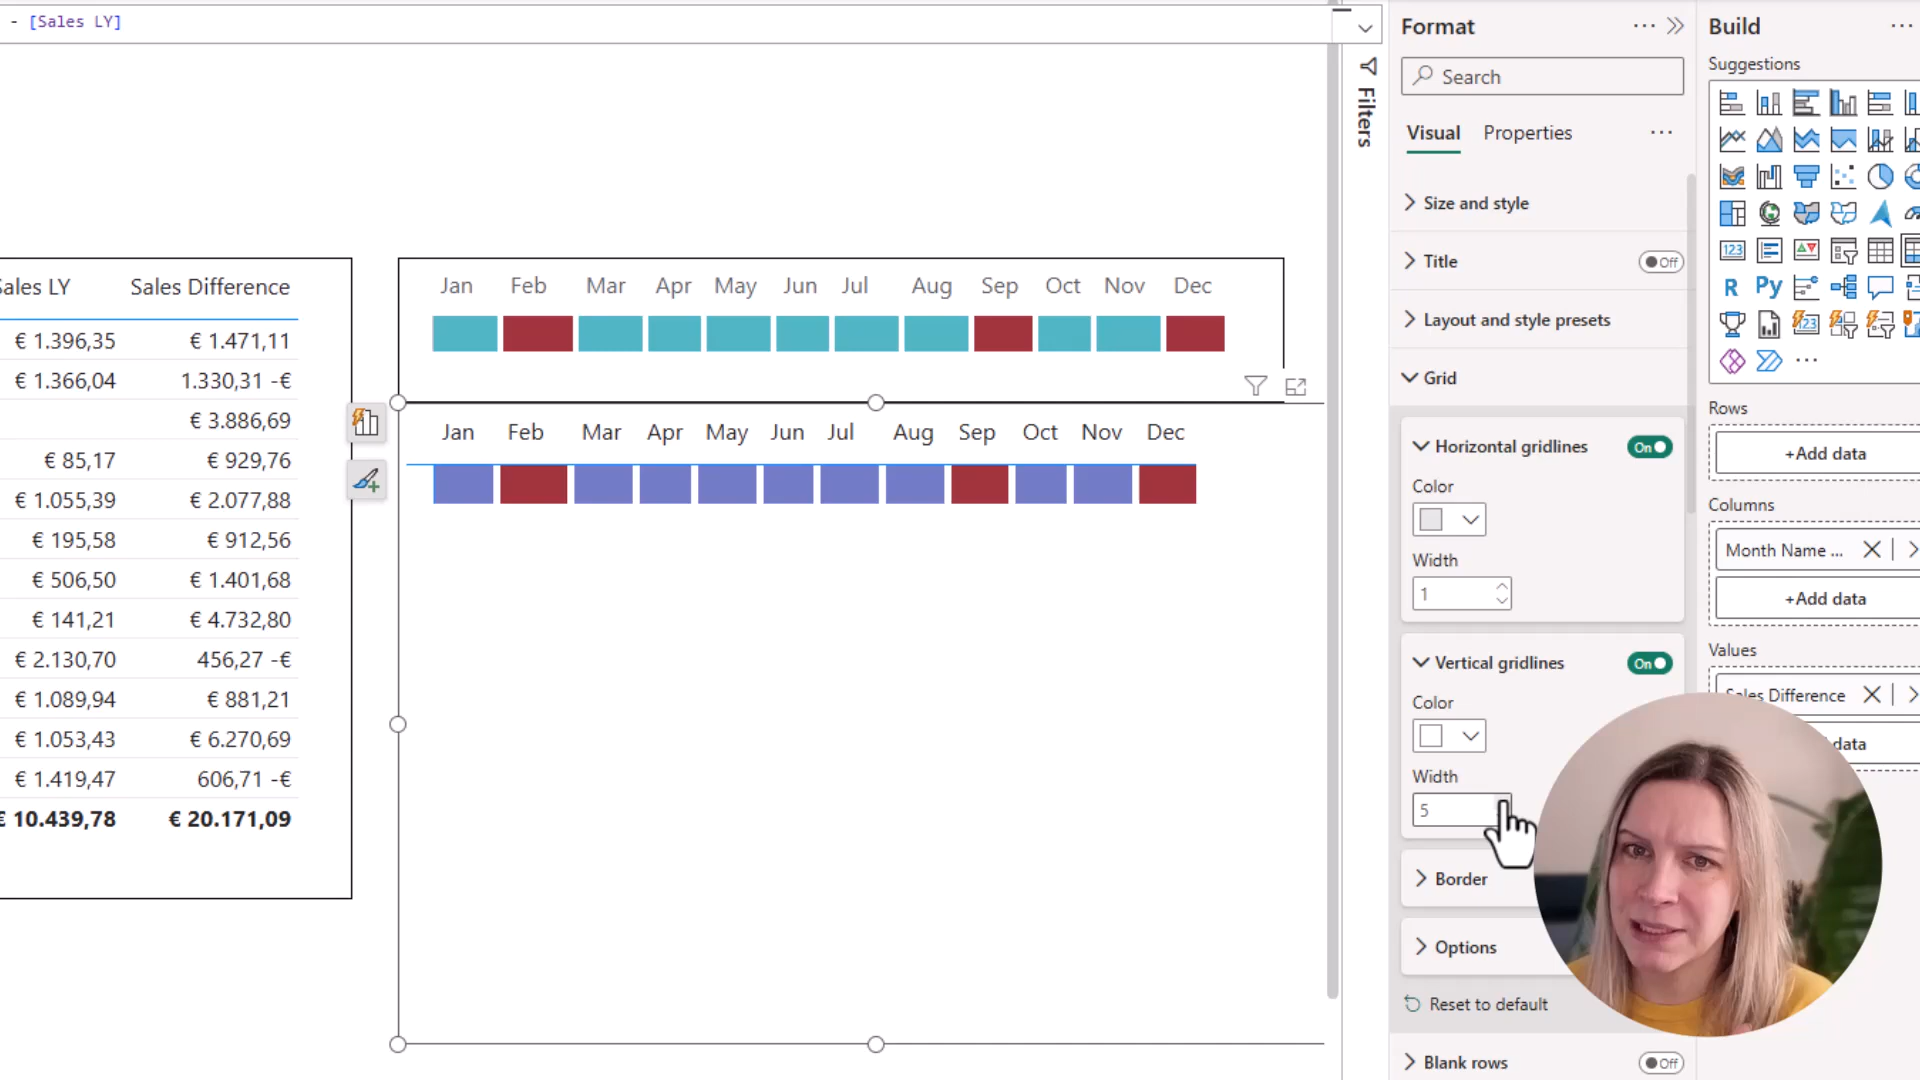 - [Sales LY]
Format
Build
Search
Suggestions
Filters
Visual Properties
Size and style
Title Off
Layout and style presets
Grid
Horizontal gridlines On
Color
Width
1
Vertical gridlines On
Color
Width
5
Border
Options
Reset to default
Blank rows Off
123
R Py
123
Rows
+Add data
Columns
Month Name ...
+Add data
Values
Sales Difference
data
Sales LY Sales Difference
€ 1.396,35 € 1.471,11
€ 1.366,04 1.330,31 -€
€ 3.886,69
€ 85,17 € 929,76
€ 1.055,39 € 2.077,88
€ 195,58 € 912,56
€ 506,50 € 1.401,68
€ 141,21 € 4.732,80
€ 2.130,70 456,27 -€
€ 1.089,94 € 881,21
€ 1.053,43 € 6.270,69
€ 1.419,47 606,71 -€
€ 10.439,78 € 20.171,09
Jan Feb Mar Apr May Jun Jul Aug Sep Oct Nov Dec
Jan Feb Mar Apr May Jun Jul Aug Sep Oct Nov Dec